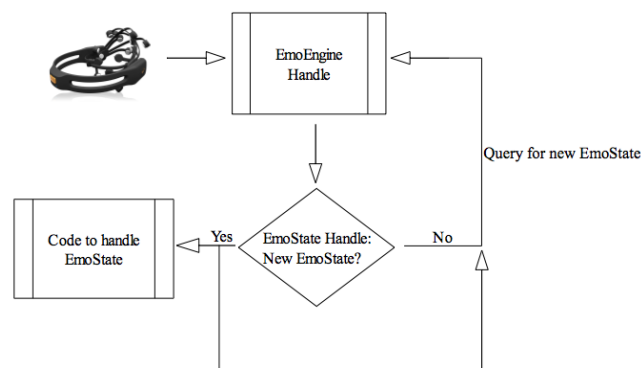 EmoEngine
Handle
Query for new EmoState
Code to handle
EmoState
Yes
EmoState Handle:
New EmoState?
No